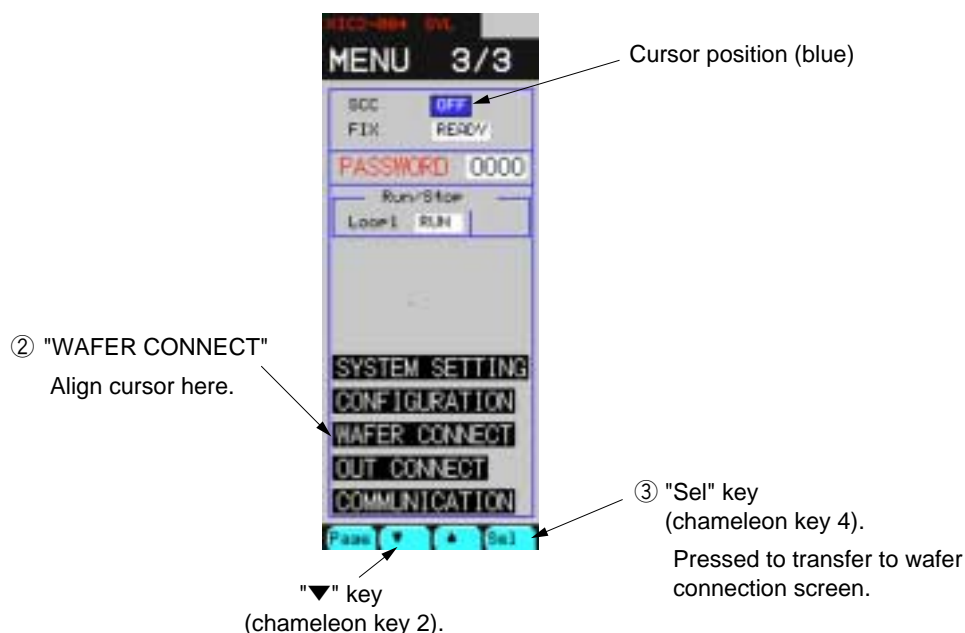 MENU 3/3
Cursor position (blue)
SCC OFF
FIX READY
PASSWORD 0000
Run/Stop
Loop1 RUN
② "WAFER CONNECT"
Align cursor here.
SYSTEM SETTING
CONFIGURATION
WAFER CONNECT
OUT CONNECT
COMMUNICATION
③ "Sel" key
(chameleon key 4).
Pressed to transfer to wafer
connection screen.
Page ▼ ▲ Sel
"▼" key
(chameleon key 2).